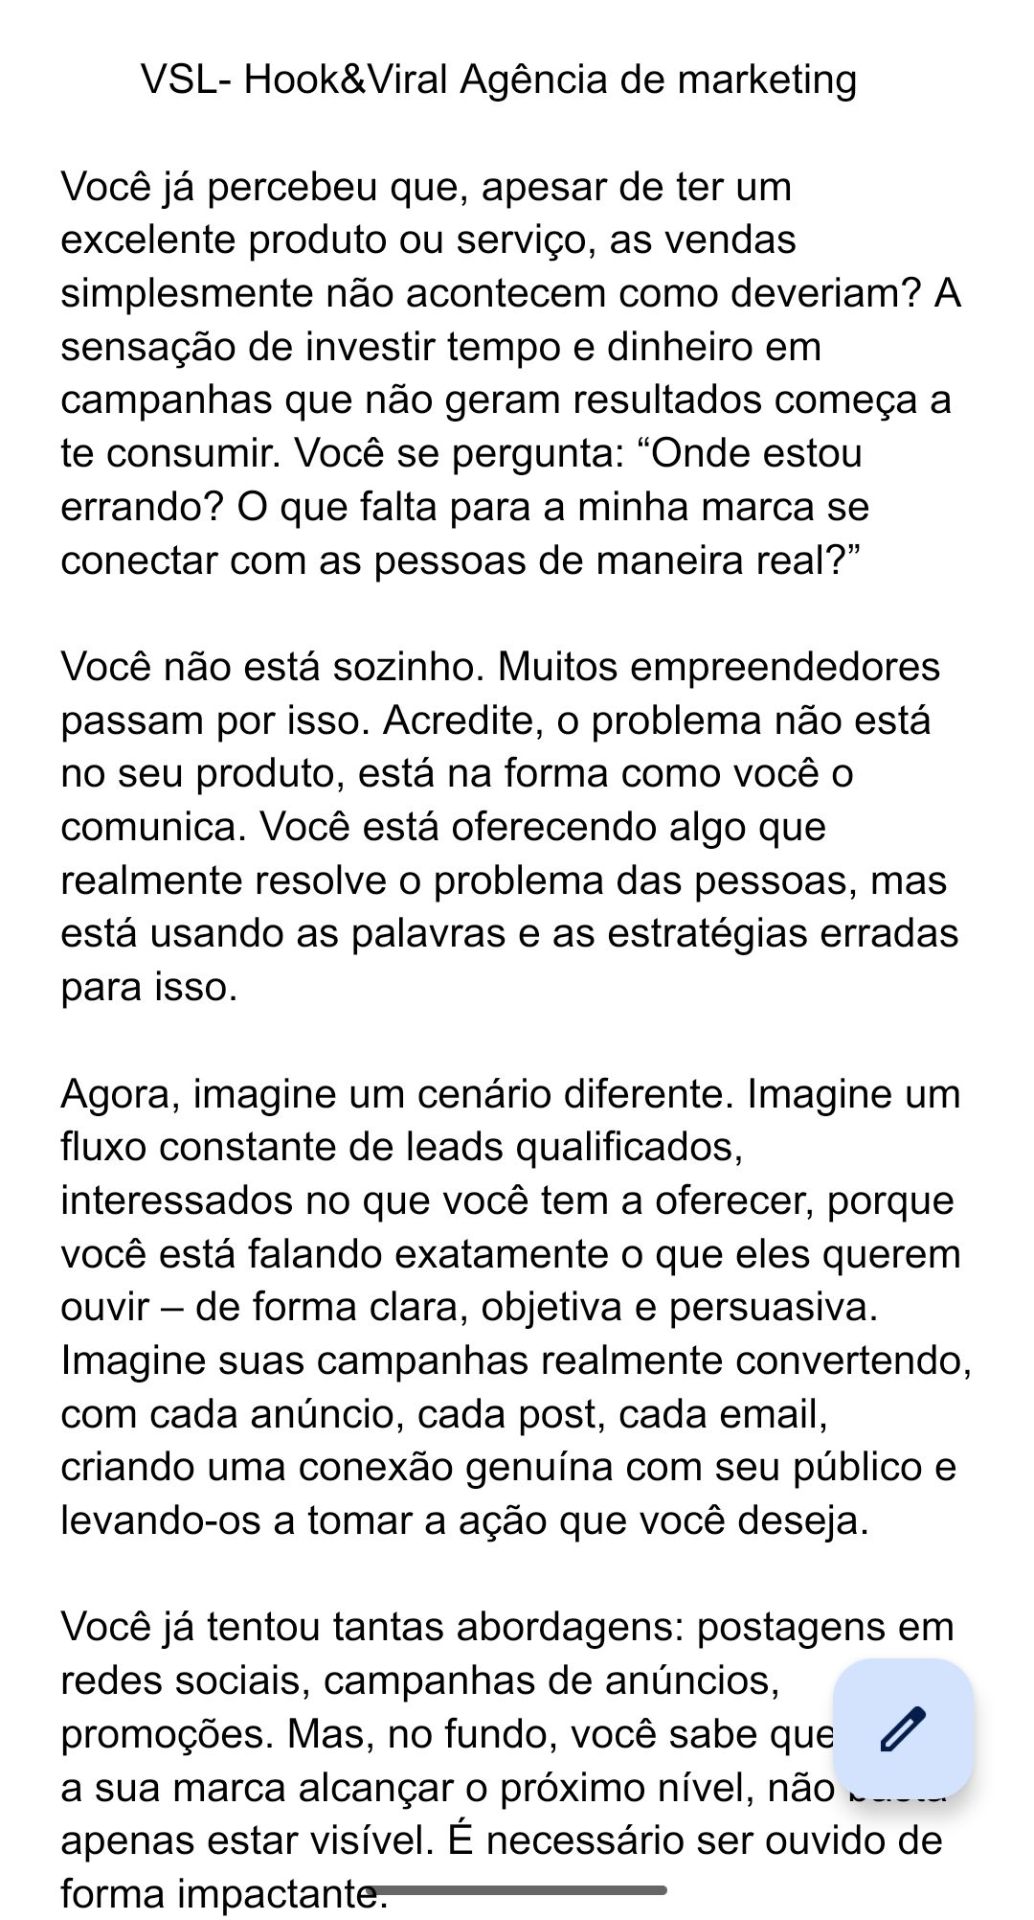 VSL- Hook&Viral Agência de marketing
Você já percebeu que, apesar de ter um
excelente produto ou serviço, as vendas
simplesmente não acontecem como deveriam? A
sensação de investir tempo e dinheiro em
campanhas que não geram resultados começa a
te consumir. Você se pergunta: “Onde estou
errando? O que falta para a minha marca se
conectar com as pessoas de maneira real?”
Você não está sozinho. Muitos empreendedores
passam por isso. Acredite, o problema não está
no seu produto, está na forma como você o
comunica. Você está oferecendo algo que
realmente resolve o problema das pessoas, mas
está usando as palavras e as estratégias erradas
para isso.
Agora, imagine um cenário diferente. Imagine um
fluxo constante de leads qualificados,
interessados no que você tem a oferecer, porque
você está falando exatamente o que eles querem
ouvir – de forma clara, objetiva e persuasiva.
Imagine suas campanhas realmente convertendo,
com cada anúncio, cada post, cada email,
criando uma conexão genuína com seu público e
levando-os a tomar a ação que você deseja.
Você já tentou tantas abordagens: postagens em
redes sociais, campanhas de anúncios,
promoções. Mas, no fundo, você sabe que
a sua marca alcançar o próximo nível, não
apenas estar visível. É necessário ser ouvido de
forma impactante.